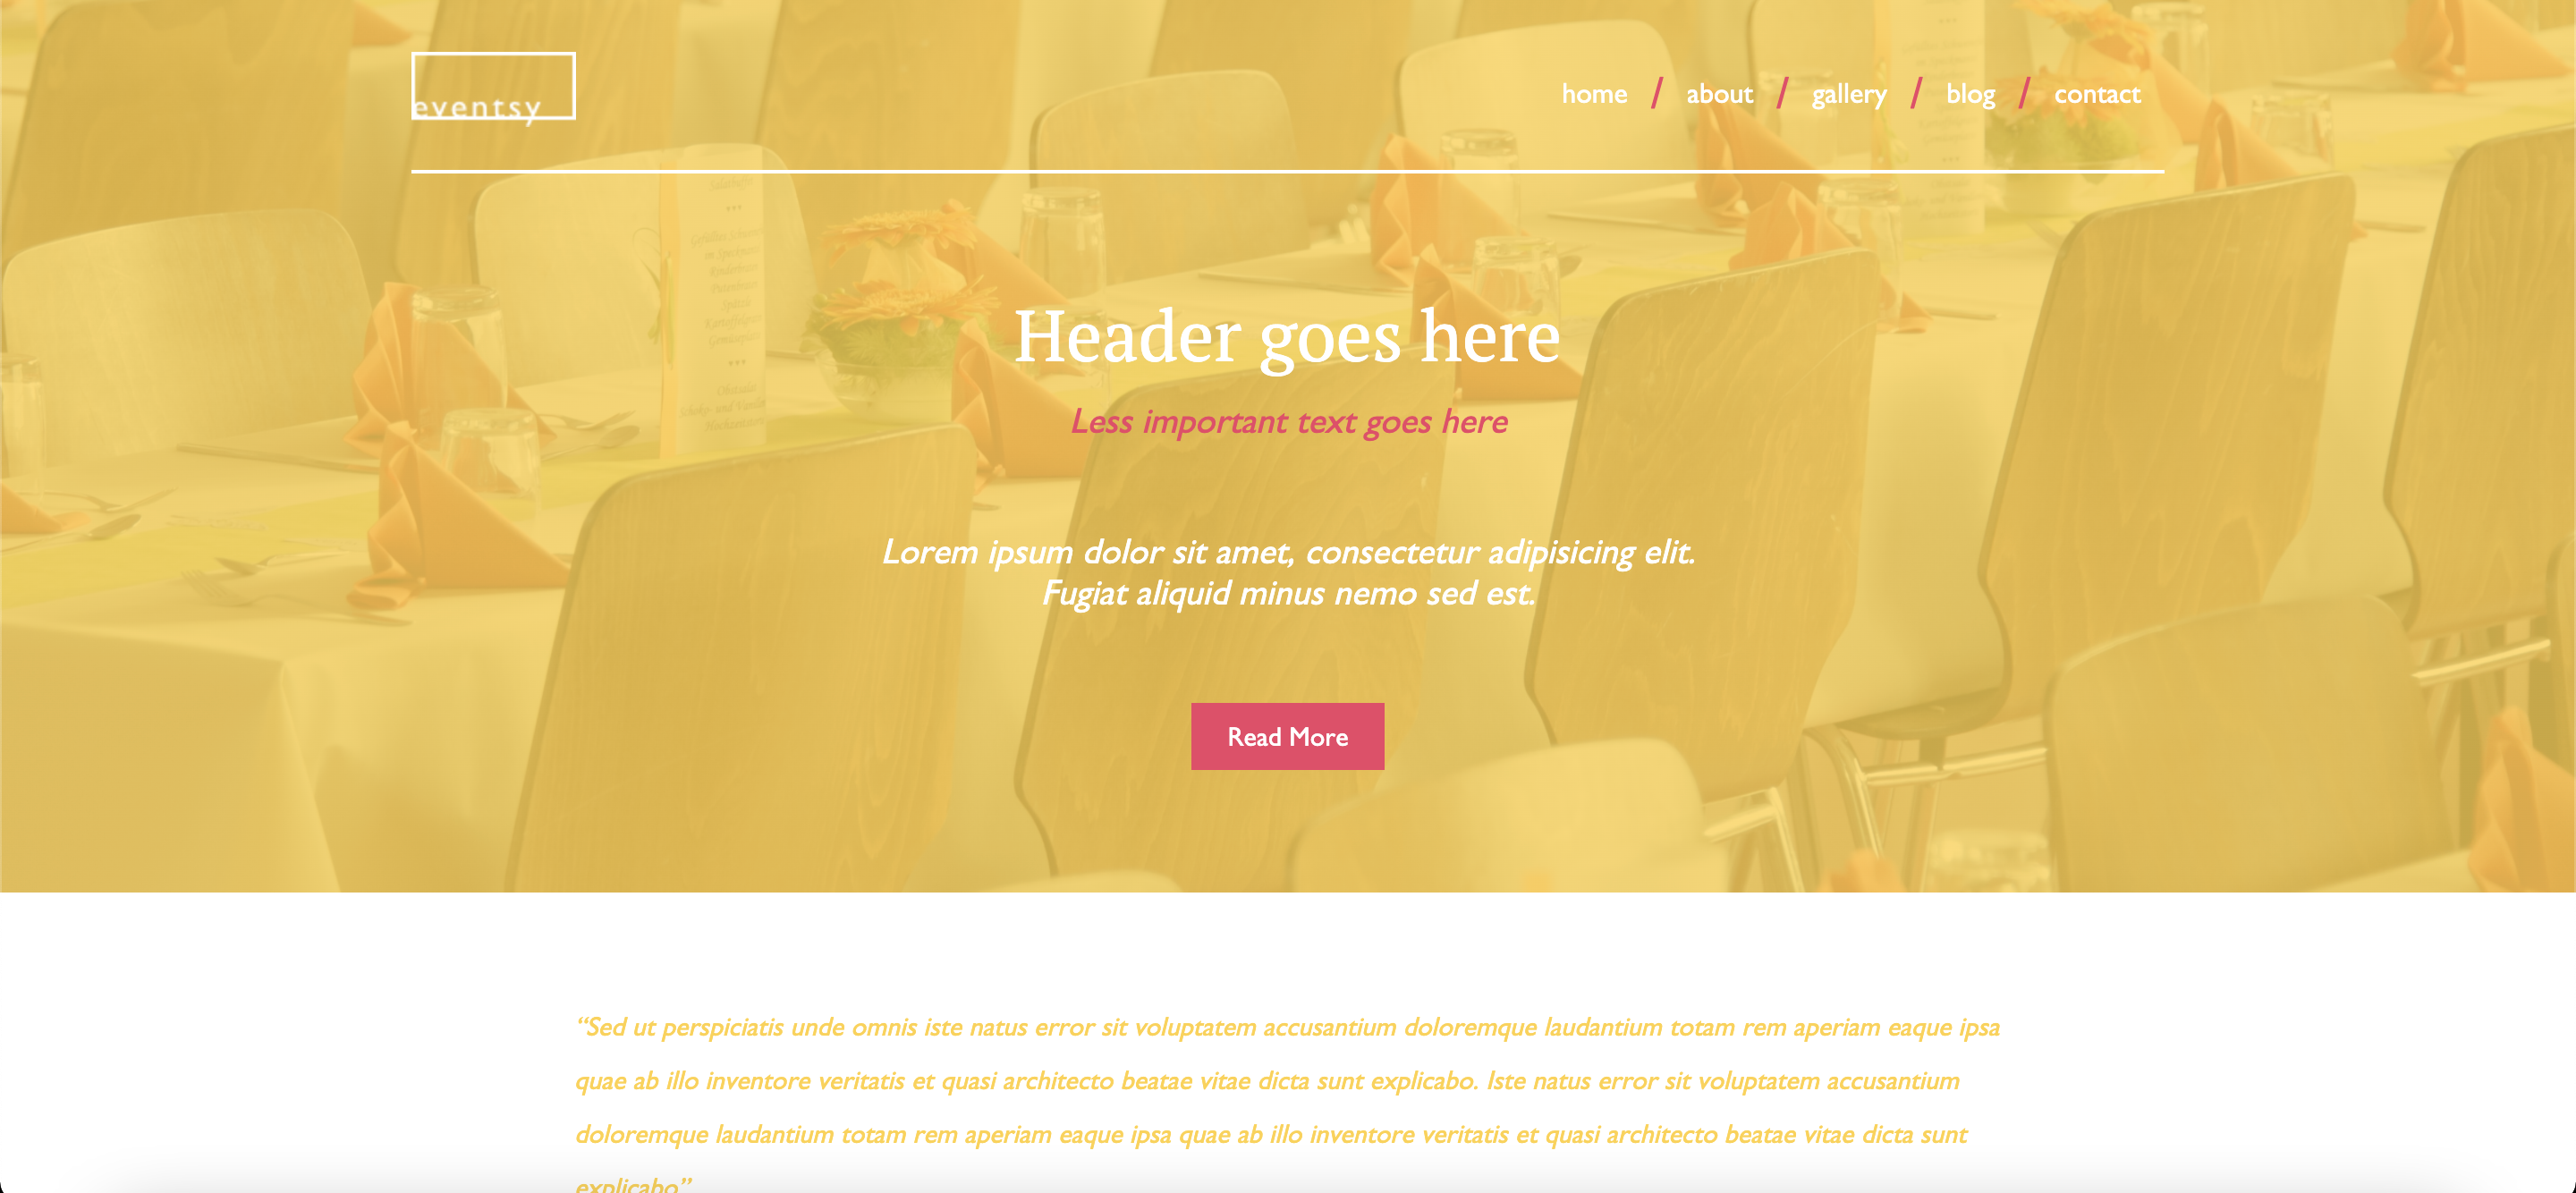 eventsy
home / about / gallery / blog / contact
Header goes here
Less important text goes here
Lorem ipsum dolor sit amet, consectetur adipisicing elit.
Fugiat aliquid minus nemo sed est.
Read More
“Sed ut perspiciatis unde omnis iste natus error sit voluptatem accusantium doloremque laudantium totam rem aperiam eaque ipsa
quae ab illo inventore veritatis et quasi architecto beatae vitae dicta sunt explicabo. Iste natus error sit voluptatem accusantium
doloremque laudantium totam rem aperiam eaque ipsa quae ab illo inventore veritatis et quasi architecto beatae vitae dicta sunt
explicabo”